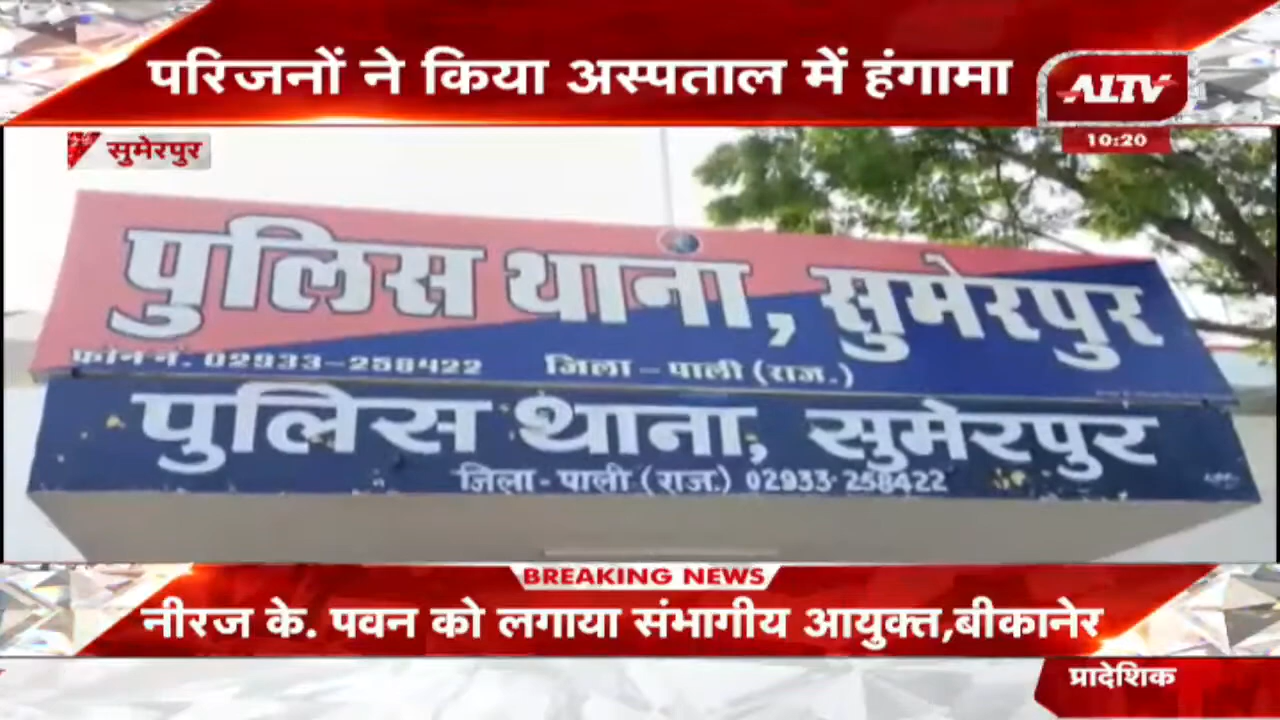 परिजनों ने किया अस्पताल में हंगामा
ALTV
10:20
सुमेरपुर
पुलिस थाना, सुमेरपुर
फोन नं. 02933-258422 जिला - पाली (राज.)
पुलिस थाना, सुमेरपुर
जिला - पाली (राज.) 02933-258422
BREAKING NEWS
नीरज के. पवन को लगाया संभागीय आयुक्त,बीकानेर
प्रादेशिक